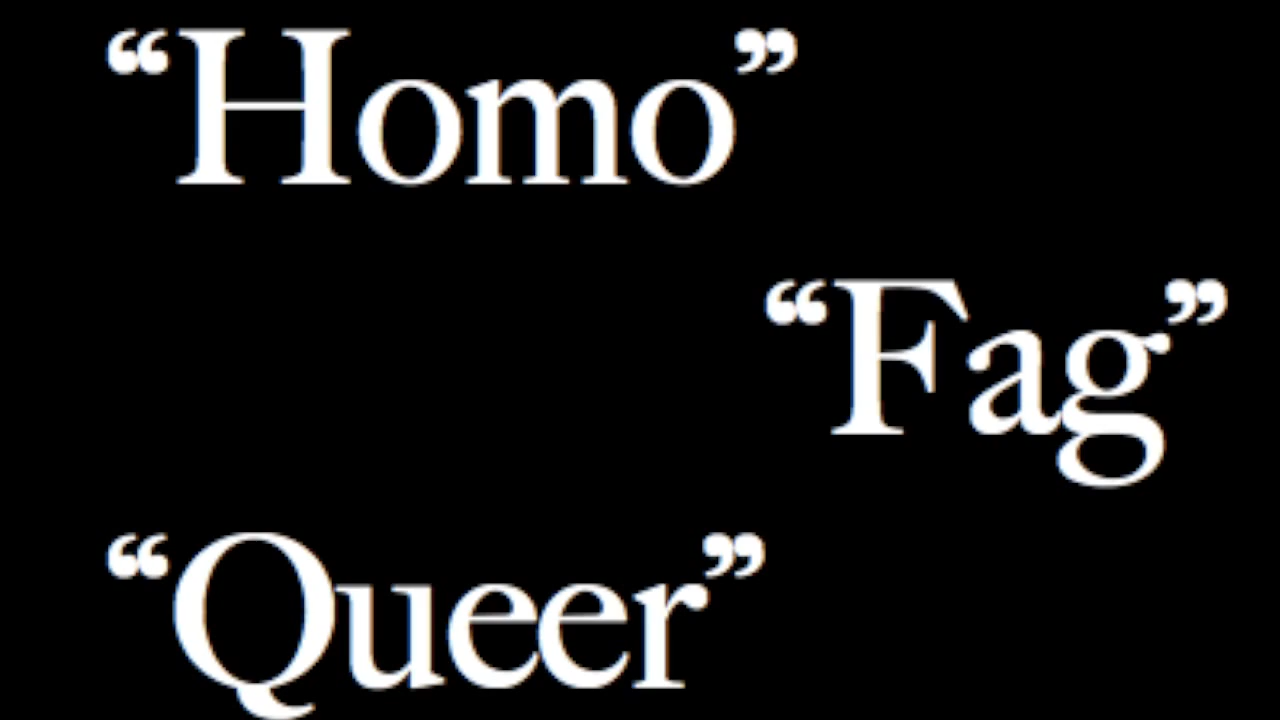 “Homo”
“Fag”
“Queer”